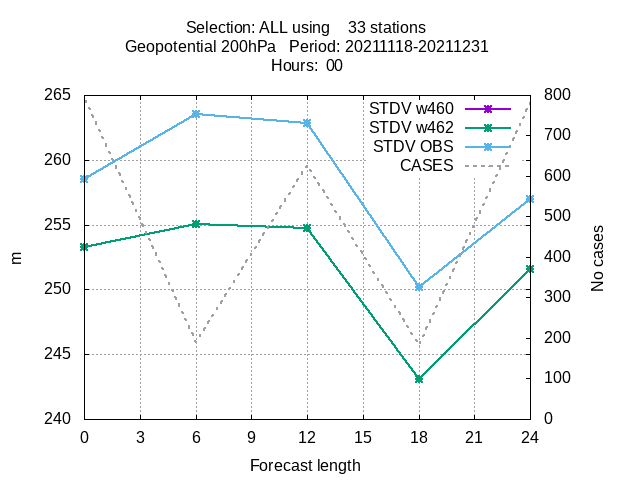 Selection: ALL using    33 stations
Geopotential 200hPa   Period: 20211118-20211231
Hours:  00
265
260
255
250
245
240
m
800
700
600
500
400
300
200
100
0
No cases
STDV w460
STDV w462
STDV OBS
CASES
0 3 6 9 12 15 18 21 24
Forecast length